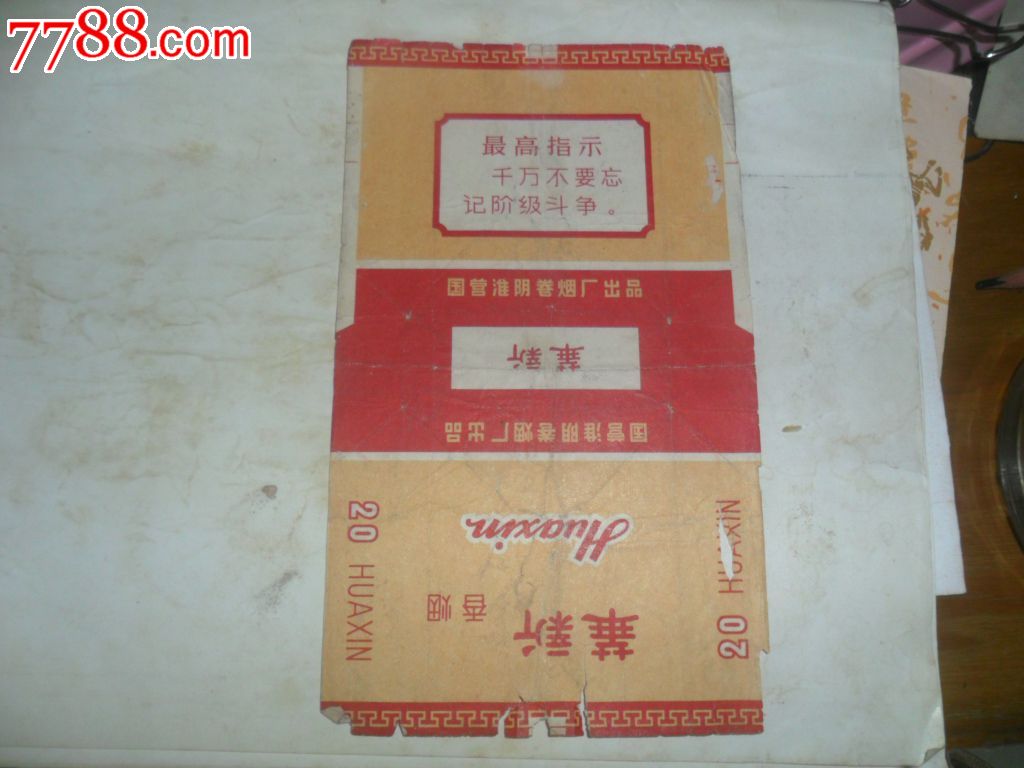 7788.com
最高指示
千万不要忘
记阶级斗争。
国营淮阴卷烟厂出品
華新
国营淮阴卷烟厂出品
20 HUAXIN
Huaxin
香烟
華新
20 HUAXIN